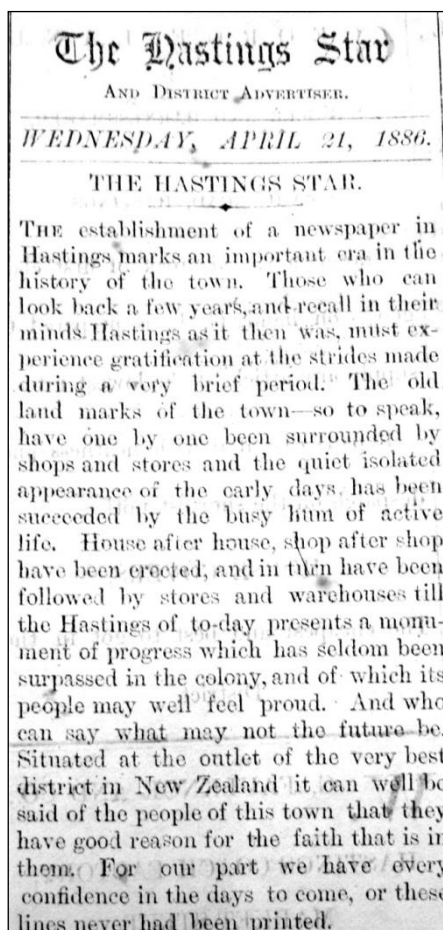 The Hastings Star
AND DISTRICT ADVERTISER.
WEDNESDAY, APRIL 21, 1886.
THE HASTINGS STAR.
THE establishment of a newspaper in
Hastings marks an important era in the
history of the town. Those who can
look back a few years, and recall in their
minds Hastings as it then was, must ex-
perience gratification at the strides made
during a very brief period. The old
land marks of the town—so to speak,
have one by one been surrounded by
shops and stores and the quiet isolated
appearance of the early days, has been
succeeded by the busy hum of active
life. House after house, shop after shop
have been erected, and in turn have been
followed by stores and warehouses till
the Hastings of to-day presents a monu-
ment of progress which has seldom been
surpassed in the colony, and of which its
people may well feel proud. And who
can say what may not the future be.
Situated at the outlet of the very best
district in New Zealand it can well be
said of the people of this town that they
have good reason for the faith that is in
them. For our part we have every
confidence in the days to come, or these
lines never had been printed.